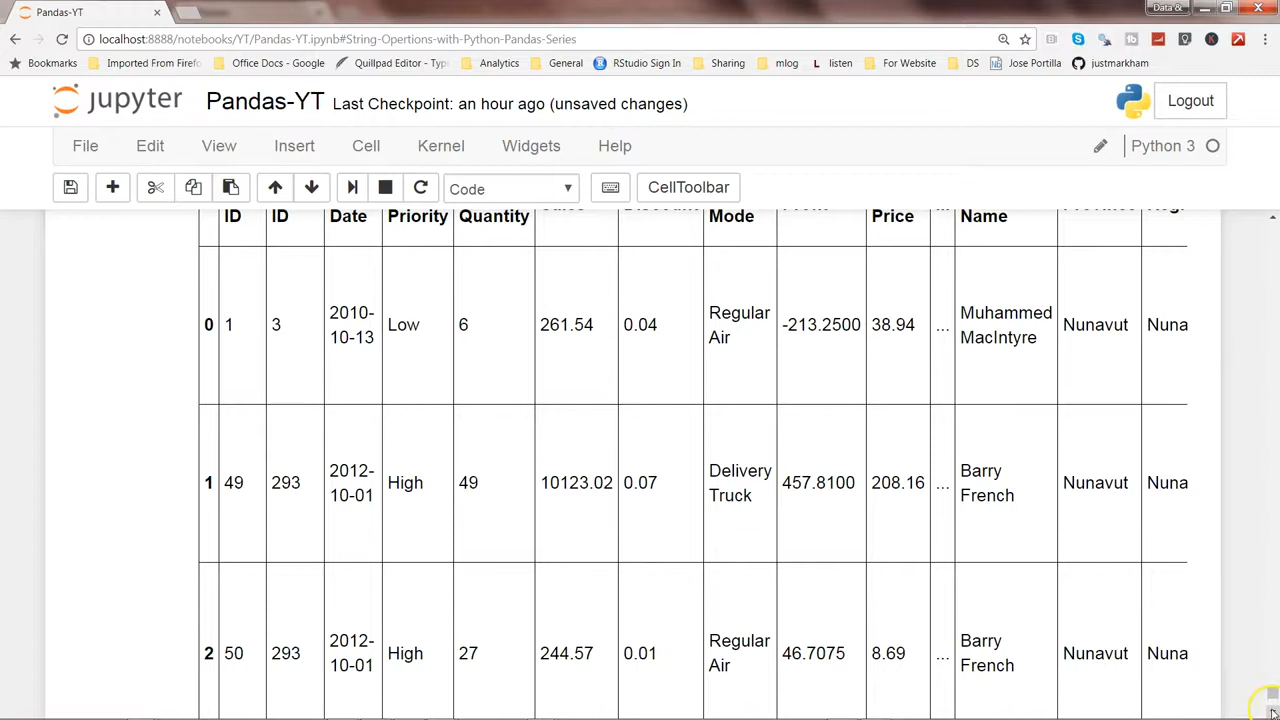 Pandas-YT
Data &
localhost:8888/notebooks/YT/Pandas-YT.ipynb#String-Opertions-with-Python-Pandas-Series
Bookmarks Imported From Firefo Office Docs - Google Quillpad Editor - Typ Analytics General RStudio Sign In Sharing mlog listen For Website DS Jose Portilla justmarkham
jupyter Pandas-YT Last Checkpoint: an hour ago (unsaved changes) Logout
File Edit View Insert Cell Kernel Widgets Help Python 3
Code CellToolbar
ID ID Date Priority Quantity Mode Price ... Name
0 1 3 2010- Low 6 261.54 0.04 Regular -213.2500 38.94 ... Muhammed Nunavut Nuna
10-13 Air MacIntyre
1 49 293 2012- High 49 10123.02 0.07 Delivery 457.8100 208.16 ... Barry Nunavut Nuna
10-01 Truck French
2 50 293 2012- High 27 244.57 0.01 Regular 46.7075 8.69 ... Barry Nunavut Nuna
10-01 Air French